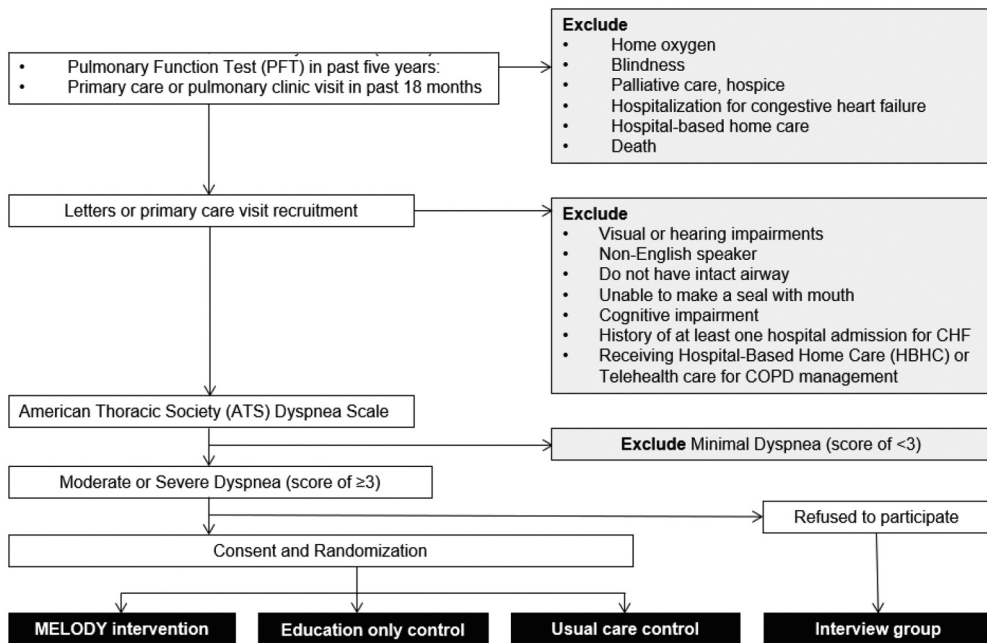 Exclude
• Home oxygen
• Blindness
• Palliative care, hospice
• Hospitalization for congestive heart failure
• Hospital-based home care
• Death
• Pulmonary Function Test (PFT) in past five years:
• Primary care or pulmonary clinic visit in past 18 months
Letters or primary care visit recruitment
Exclude
• Visual or hearing impairments
• Non-English speaker
• Do not have intact airway
• Unable to make a seal with mouth
• Cognitive impairment
• History of at least one hospital admission for CHF
• Receiving Hospital-Based Home Care (HBHC) or
Telehealth care for COPD management
American Thoracic Society (ATS) Dyspnea Scale
Exclude Minimal Dyspnea (score of <3)
Moderate or Severe Dyspnea (score of ≥3)
Refused to participate
Consent and Randomization
MELODY intervention
Education only control
Usual care control
Interview group